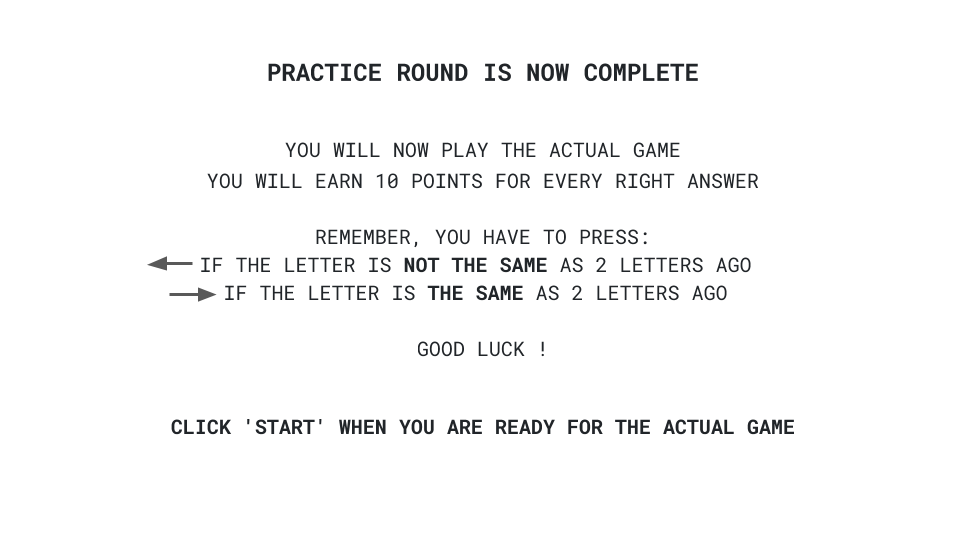 PRACTICE ROUND IS NOW COMPLETE
YOU WILL NOW PLAY THE ACTUAL GAME
YOU WILL EARN 10 POINTS FOR EVERY RIGHT ANSWER
REMEMBER, YOU HAVE TO PRESS:
IF THE LETTER IS NOT THE SAME AS 2 LETTERS AGO
IF THE LETTER IS THE SAME AS 2 LETTERS AGO
GOOD LUCK !
CLICK 'START' WHEN YOU ARE READY FOR THE ACTUAL GAME